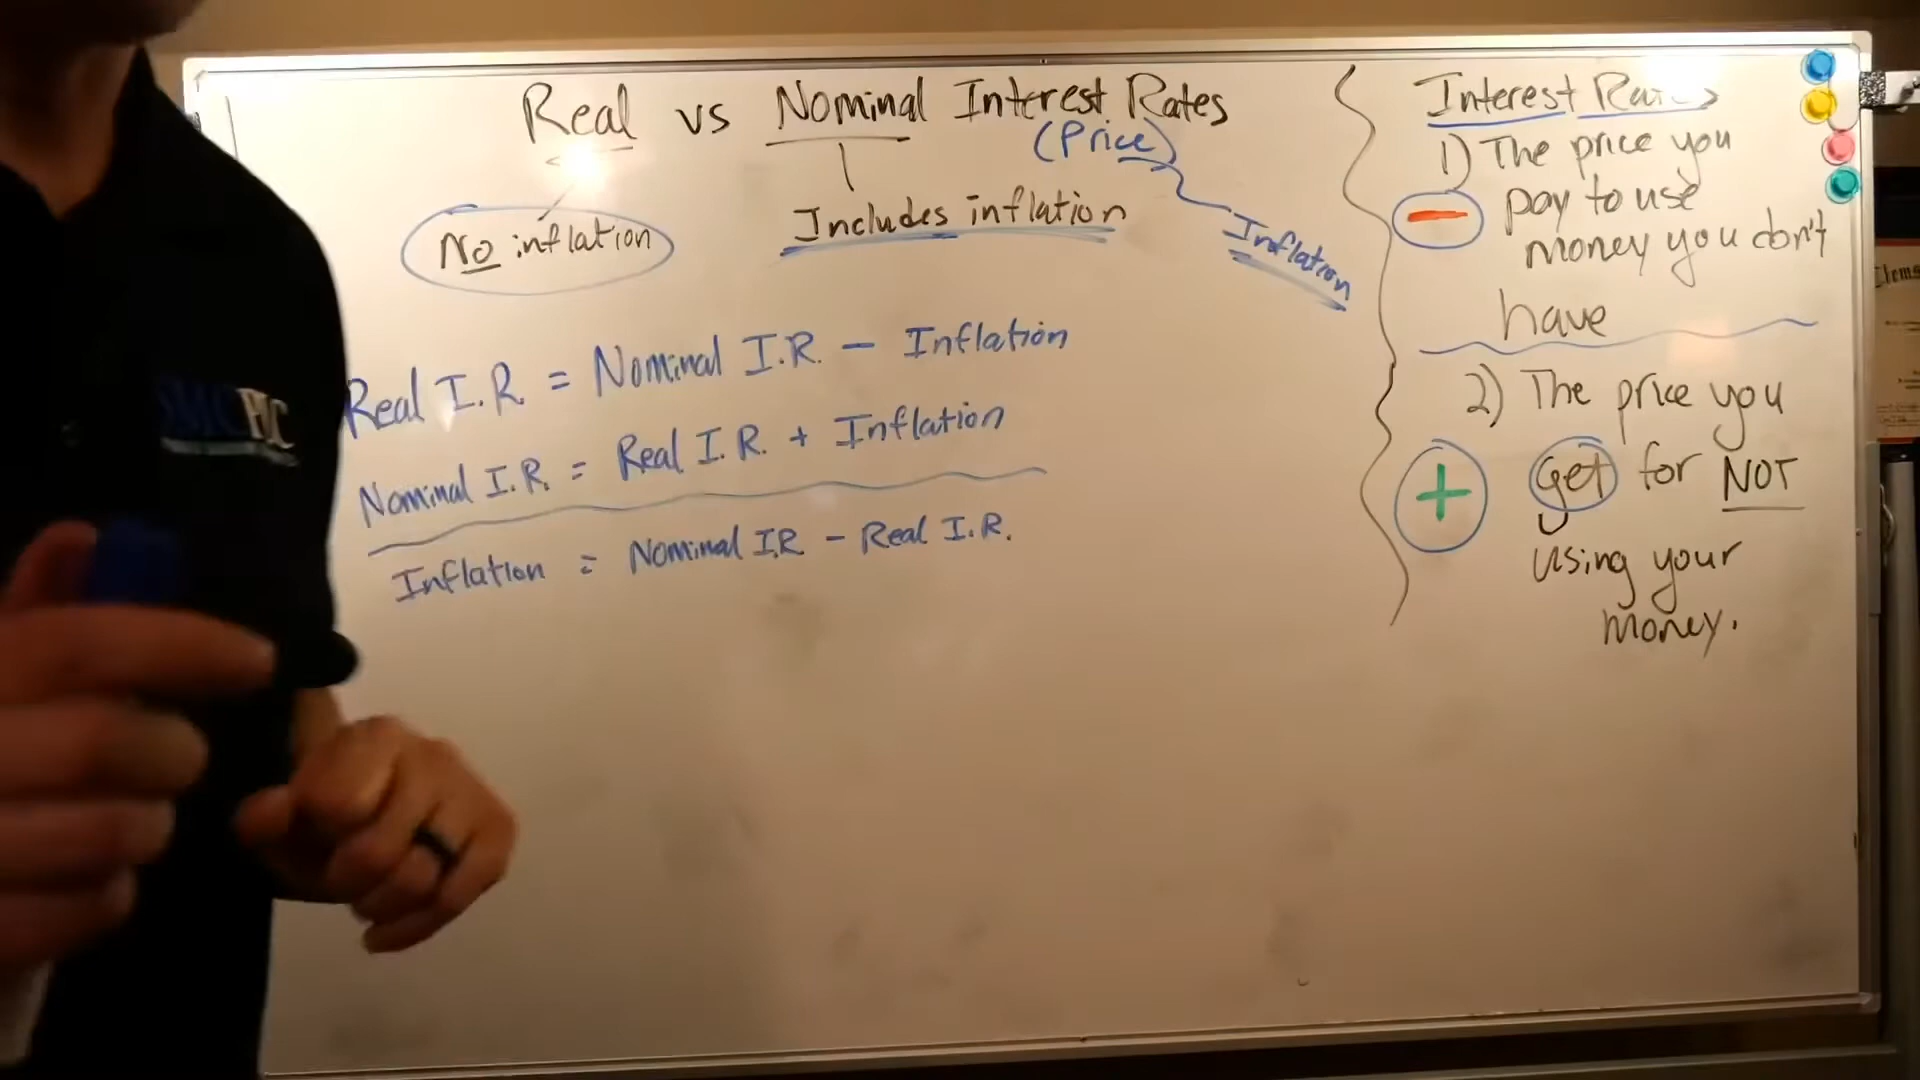 Real vs Nominal Interest Rates
(Price)
No inflation
Includes inflation
Inflation
Real I.R. = Nominal I.R. - Inflation
Nominal I.R. = Real I.R. + Inflation
Inflation = Nominal I.R - Real I.R.
Interest Rates
1) The price you
pay to use
money you don't
have
2) The price you
get for NOT
using your
money.